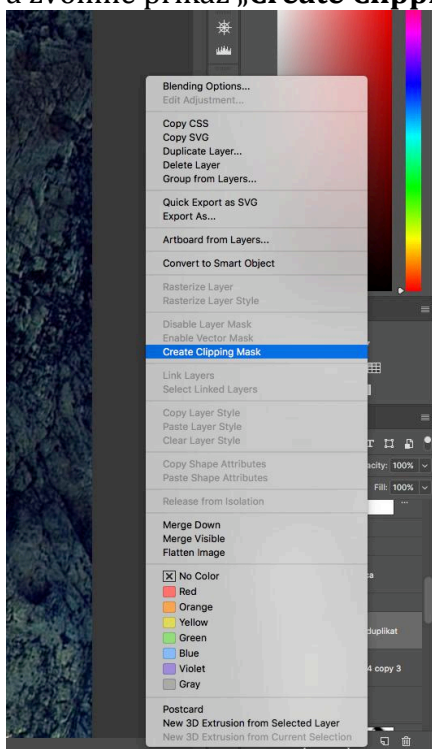 Blending Options...
Edit Adjustment...
Copy CSS
Copy SVG
Duplicate Layer...
Delete Layer
Group from Layers...
Quick Export as SVG
Export As...
Artboard from Layers...
Convert to Smart Object
Rasterize Layer
Rasterize Layer Style
Disable Layer Mask
Enable Vector Mask
Create Clipping Mask
Link Layers
Select Linked Layers
Copy Layer Style
Paste Layer Style
Clear Layer Style
acity: 100%
Copy Shape Attributes
Paste Shape Attributes
Fill: 100%
Release from Isolation
Merge Down
Merge Visible
Flatten Image
No Color
Red
Orange
Yellow
Green
Blue
duplikat
Violet
Gray
4 copy 3
Postcard
New 3D Extrusion from Selected Layer
New 3D Extrusion from Current Selection